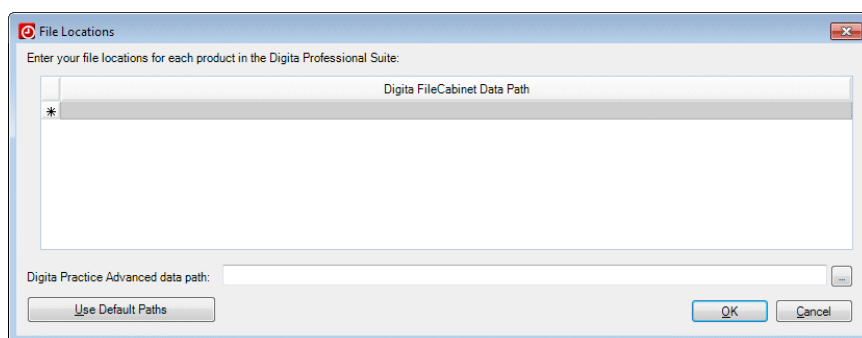 File Locations
Enter your file locations for each product in the Digita Professional Suite:
Digita FileCabinet Data Path
Digita Practice Advanced data path:
...
Use Default Paths
OK
Cancel